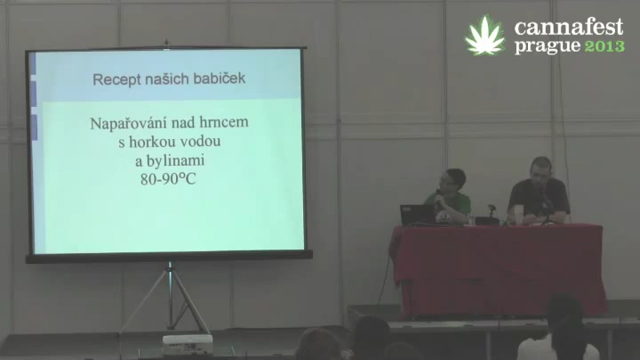 cannafest
prague 2013
Recept našich babiček
Napařování nad hrncem
s horkou vodou
a bylinami
80-90°C